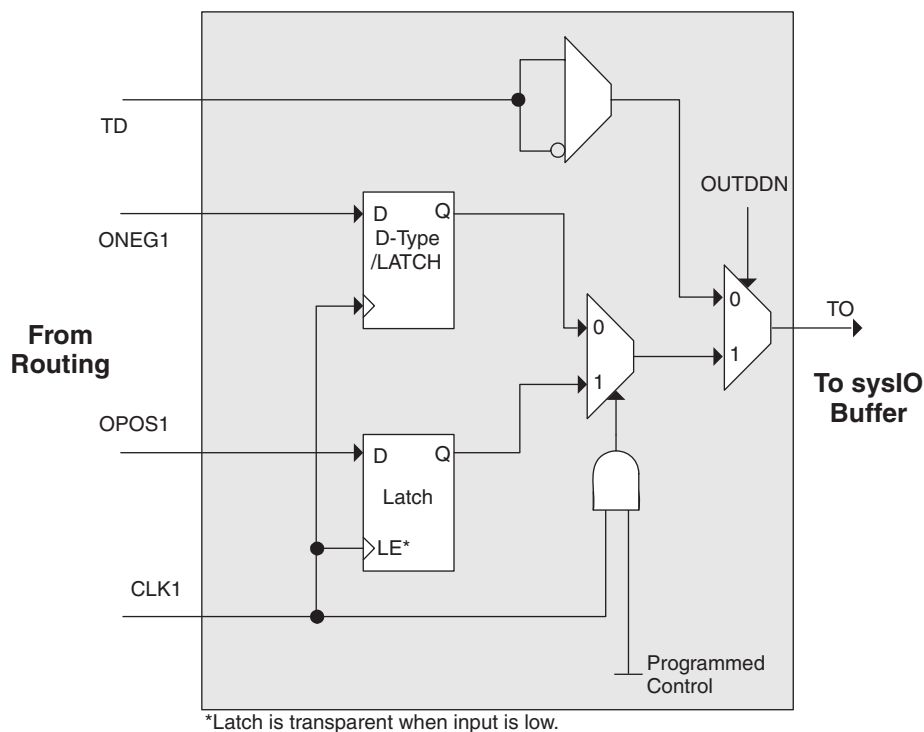 TD
OUTDDN
ONEG1
D
Q
D-Type
/LATCH
0
TO
0
1
From
Routing
1
To sysIO
Buffer
OPOS1
D
Q
Latch
LE*
CLK1
Programmed
Control
*Latch is transparent when input is low.